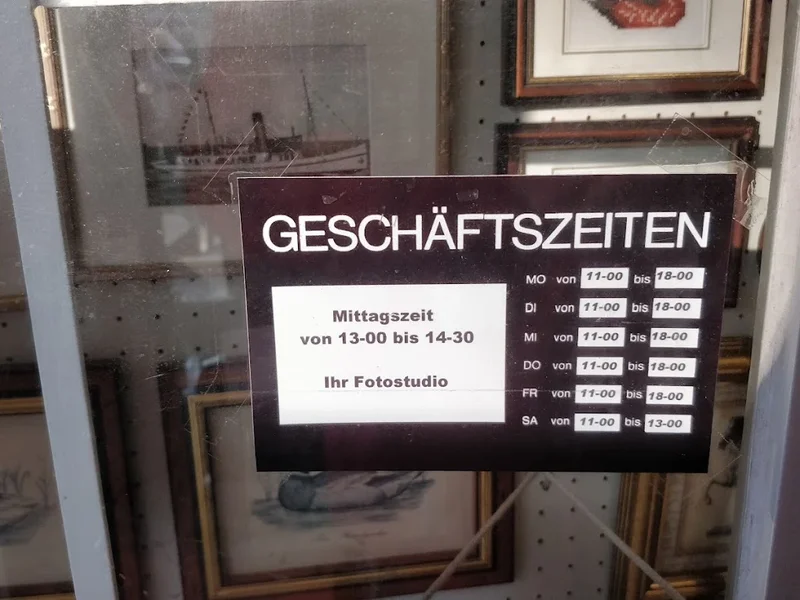 GESCHÄFTSZEITEN
Mittagszeit
von 13-00 bis 14-30
Ihr Fotostudio
MO von 11-00 bis 18-00
DI von 11-00 bis 18-00
MI von 11-00 bis 18-00
DO von 11-00 bis 18-00
FR von 11-00 bis 18-00
SA von 11-00 bis 13-00